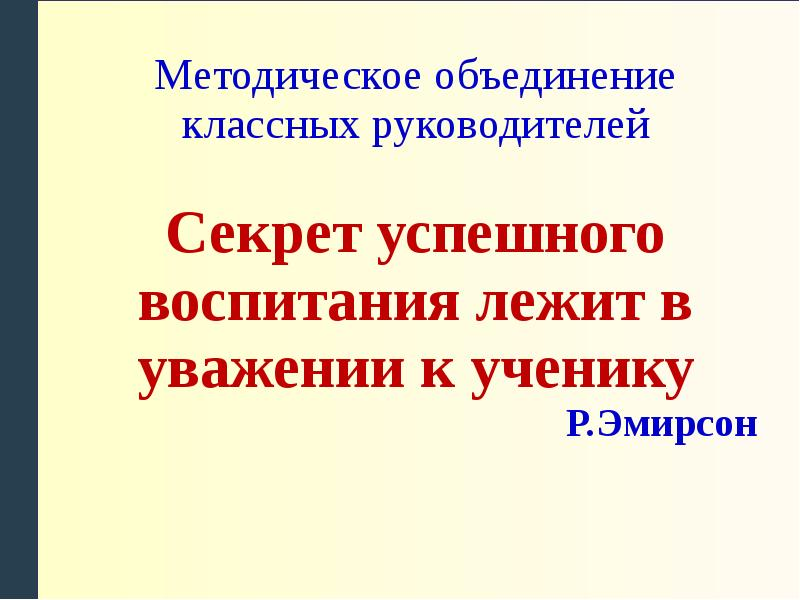 Методическое объединение
классных руководителей
Секрет успешного
воспитания лежит в
уважении к ученику
Р.Эмирсон